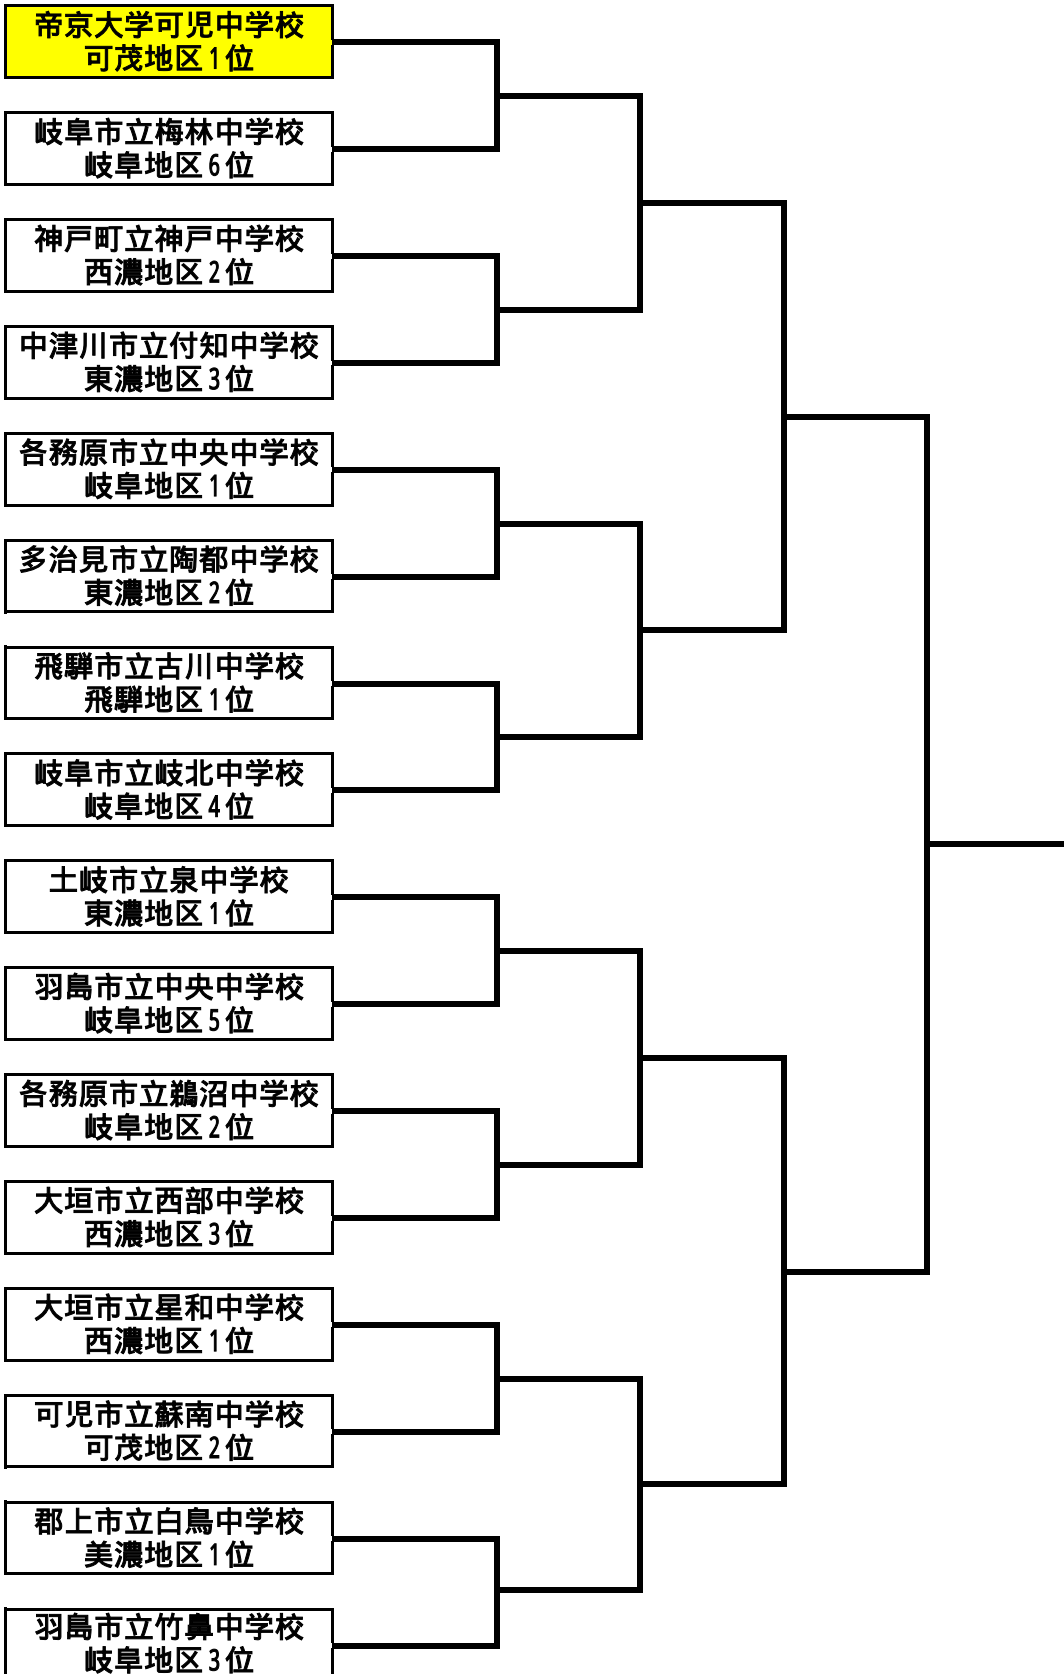 帝京大学可児中学校
可茂地区1位
岐阜市立梅林中学校
岐阜地区6位
神戸町立神戸中学校
西濃地区2位
中津川市立付知中学校
東濃地区3位
各務原市立中央中学校
岐阜地区1位
多治見市立陶都中学校
東濃地区2位
飛騨市立古川中学校
飛騨地区1位
岐阜市立岐北中学校
岐阜地区4位
土岐市立泉中学校
東濃地区1位
羽島市立中央中学校
岐阜地区5位
各務原市立鵜沼中学校
岐阜地区2位
大垣市立西部中学校
西濃地区3位
大垣市立星和中学校
西濃地区1位
可児市立蘇南中学校
可茂地区2位
郡上市立白鳥中学校
美濃地区1位
羽島市立竹鼻中学校
岐阜地区3位